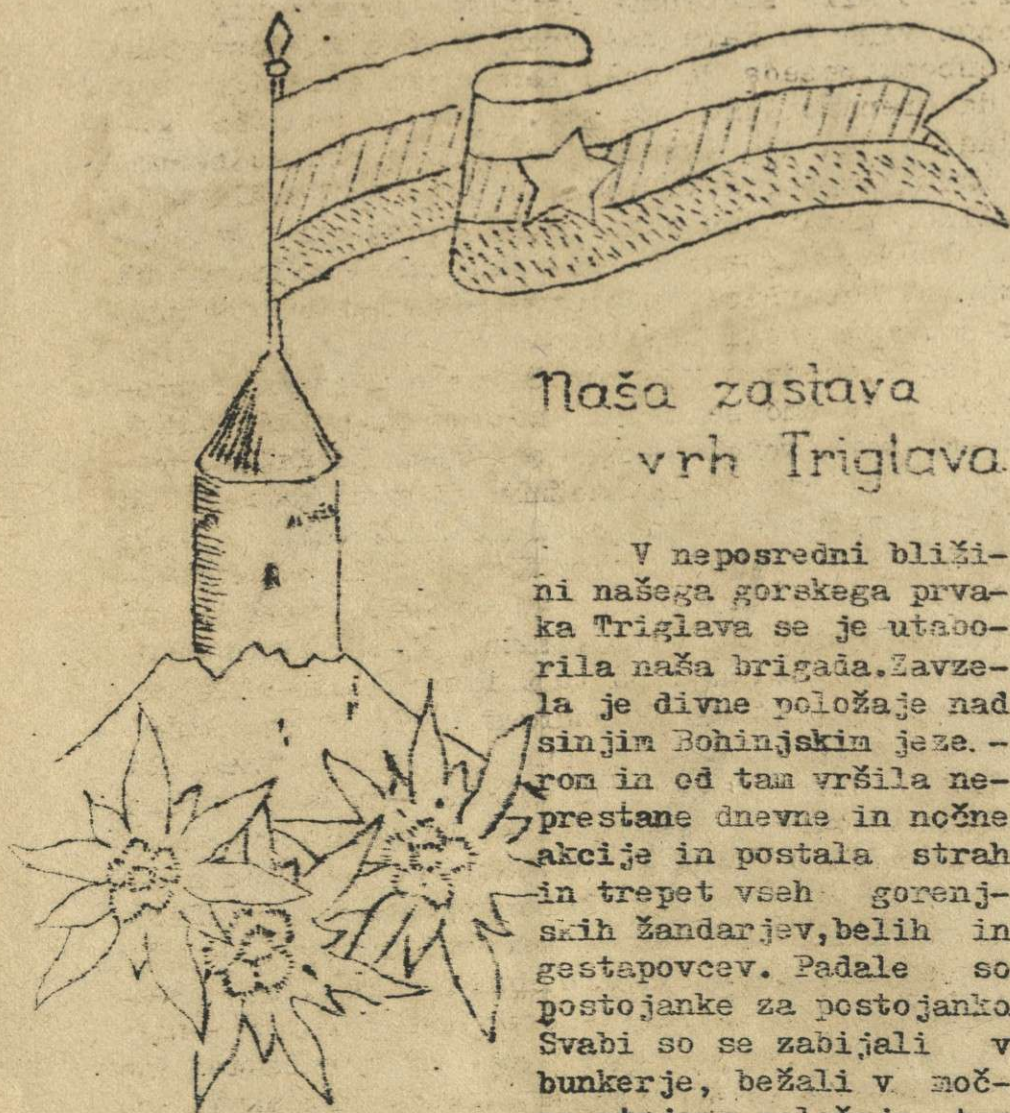 Naša zastava
vrh Triglava.
V neposredni bliži-
ni našega gorskega prva-
ka Triglava se je utabo-
rila naša brigada.Zavze-
la je divne položaje nad
sinjim Bohinjskim jeze.-
rom in od tam vršila ne-
prestane dnevne in nočne
akcije in postala strah
in trepet vseh gorenj-
skih žandarjev,belih in
gestapovcev. Padale so
postojanke za postojanko
Švabi so se zabijali v
bunkerje, bežali v moč-